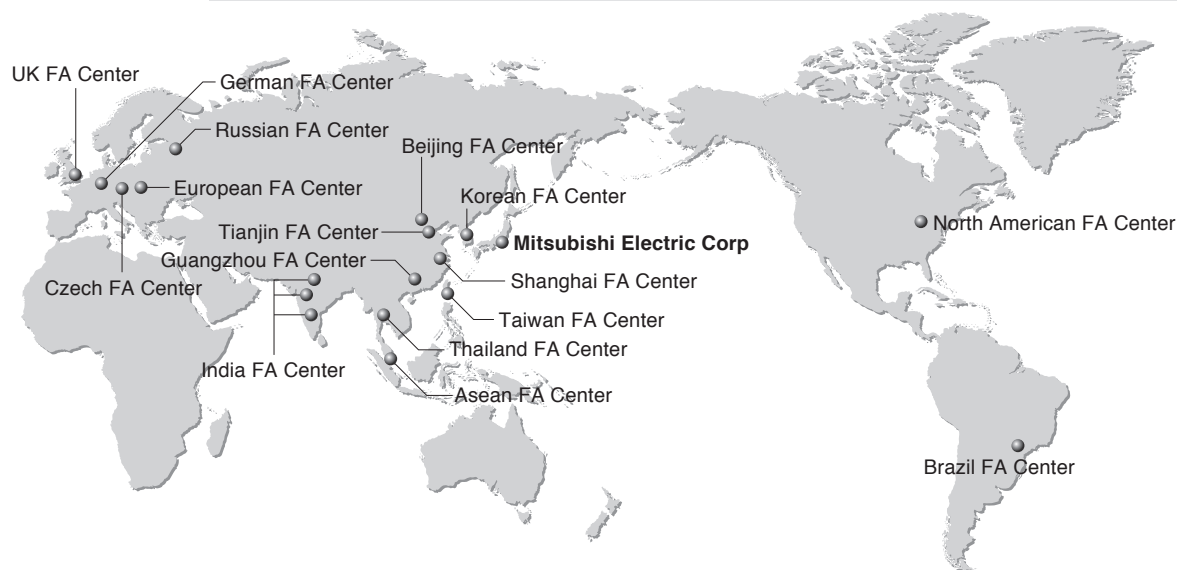 UK FA Center
German FA Center
Russian FA Center
Beijing FA Center
European FA Center
Korean FA Center
North American FA Center
Tianjin FA Center
Mitsubishi Electric Corp
Guangzhou FA Center
Shanghai FA Center
Czech FA Center
Taiwan FA Center
Thailand FA Center
India FA Center
Asean FA Center
Brazil FA Center